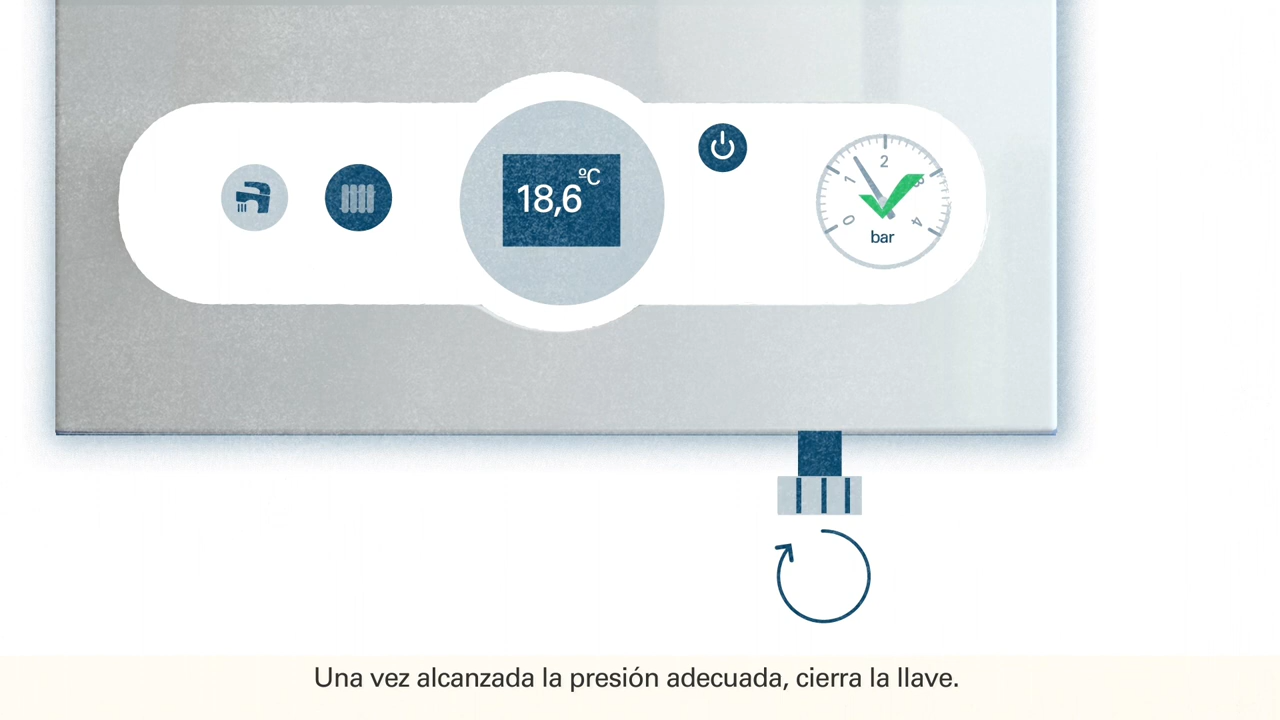 18,6 ºC
0 1 2 3 4
bar
Una vez alcanzada la presión adecuada, cierra la llave.